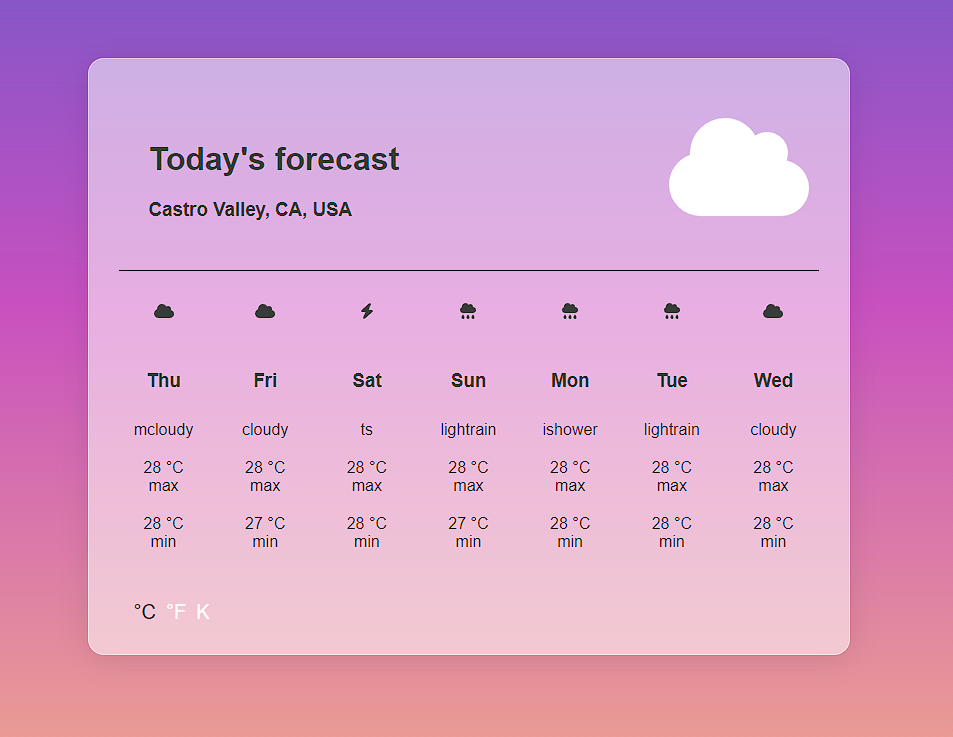 Today's forecast
Castro Valley, CA, USA
Thu Fri Sat Sun Mon Tue Wed
mcloudy cloudy ts lightrain ishower lightrain cloudy
28 °C 28 °C 28 °C 28 °C 28 °C 28 °C 28 °C
max max max max max max max
28 °C 27 °C 28 °C 27 °C 28 °C 28 °C 28 °C
min min min min min min min
°C °F K